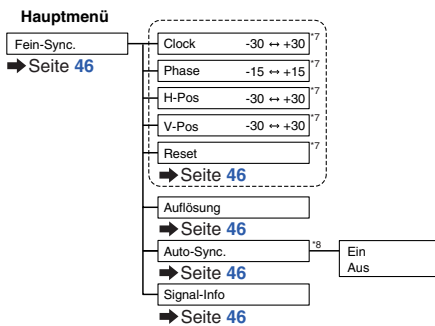 Hauptmenü
Fein-Sync.
➡Seite 46
Clock -30 ↔ +30 *7
Phase -15 ↔ +15 *7
H-Pos -30 ↔ +30 *7
V-Pos -30 ↔ +30 *7
Reset *7
➡Seite 46
Auflösung
➡Seite 46
Auto-Sync. *8
Ein
Aus
➡Seite 46
Signal-Info
➡Seite 46